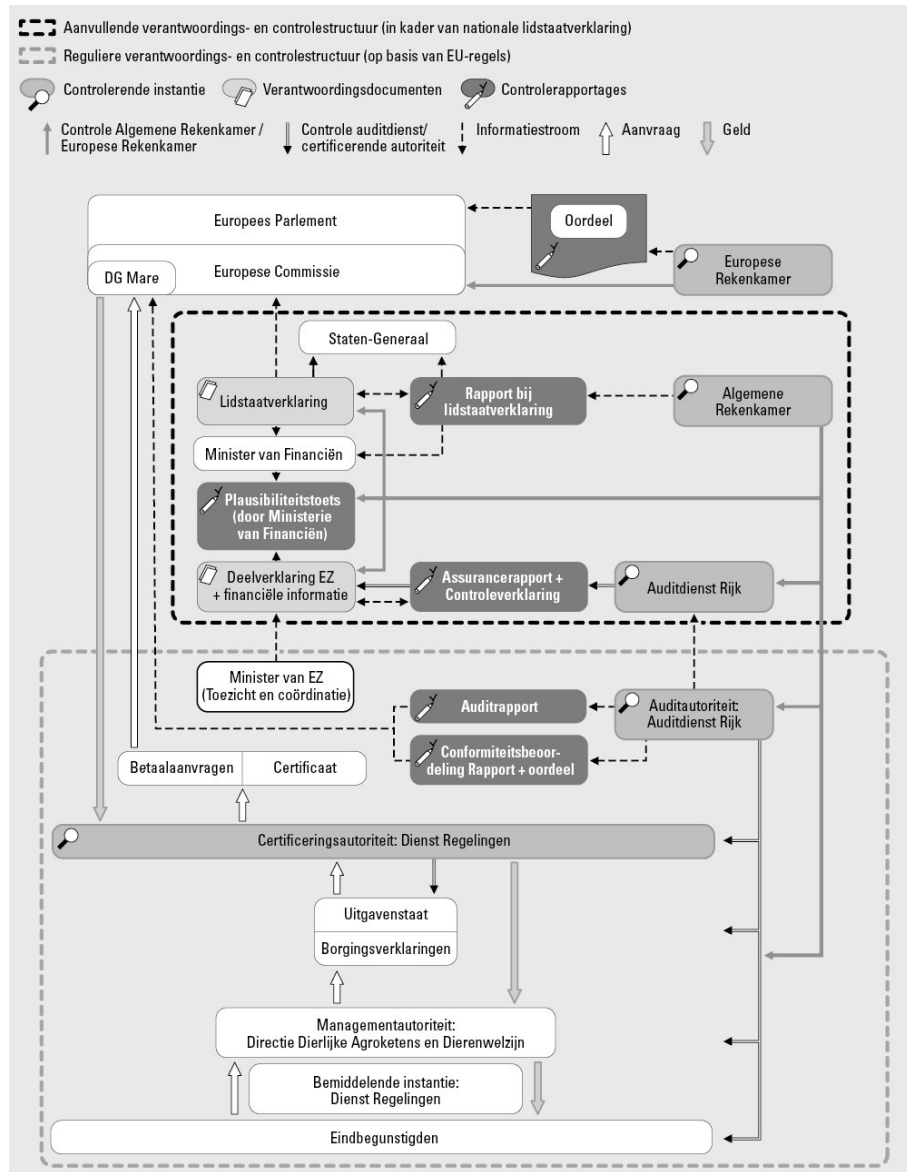 Aanvullende verantwoordings- en controlestructuur (in kader van nationale lidstaatverklaring)
Reguliere verantwoordings- en controlestructuur (op basis van EU-regels)
Controlerende instantie
Verantwoordingsdocumenten
Controlerapportages
Controle Algemene Rekenkamer /
Europese Rekenkamer
Controle auditdienst/
certificerende autoriteit
Informatiestroom
Aanvraag
Geld
Europees Parlement
Oordeel
Europese
Rekenkamer
DG Mare
Europese Commissie
Staten-Generaal
Lidstaatverklaring
Rapport bij
lidstaatverklaring
Algemene
Rekenkamer
Minister van Financiën
Plausibiliteitstoets
(door Ministerie
van Financiën)
Deelverklaring EZ
+ financiële informatie
Assurancerapport +
Controleverklaring
Auditdienst Rijk
Minister van EZ
(Toezicht en coördinatie)
Auditrapport
Auditautoriteit:
Auditdienst Rijk
Conformiteitsbeoor-
deling Rapport + oordeel
Betaalaanvragen
Certificaat
Certificeringsautoriteit: Dienst Regelingen
Uitgavenstaat
Borgingsverklaringen
Managementautoriteit:
Directie Dierlijke Agroketens en Dierenwelzijn
Bemiddelende instantie:
Dienst Regelingen
Eindbegunstigden